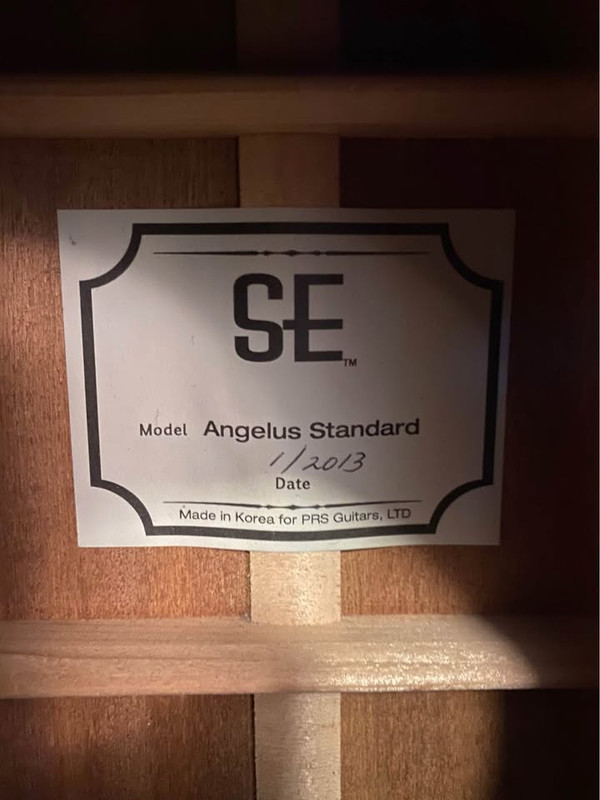 SE™
Model Angelus Standard
1/2013
Date
Made in Korea for PRS Guitars, LTD